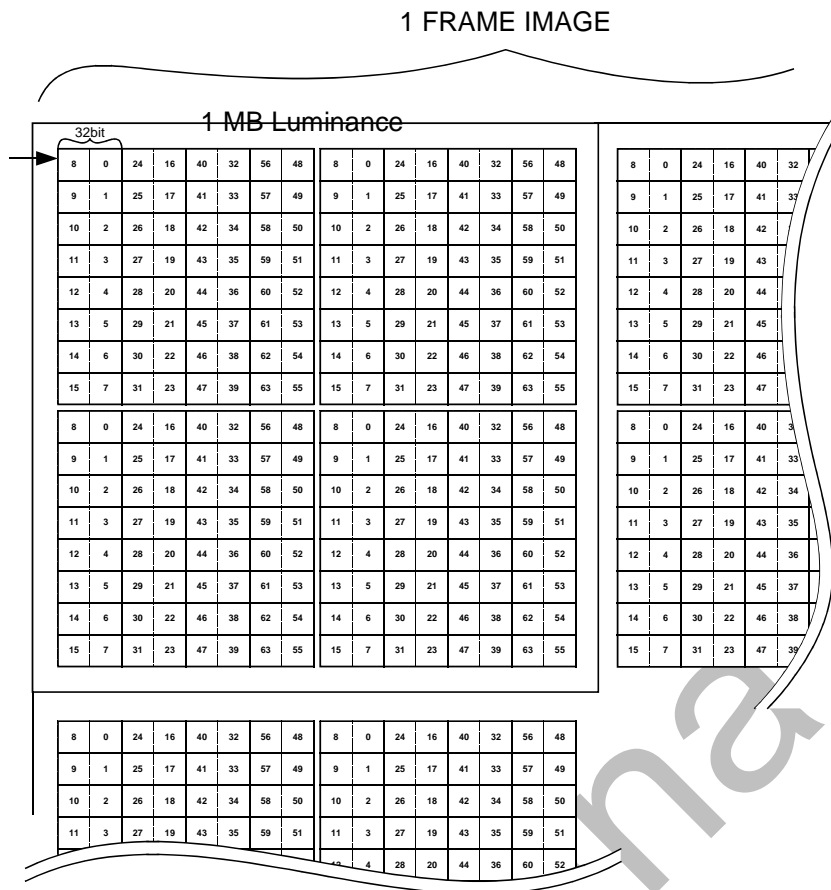 1 FRAME IMAGE
32bit 1 MB Luminance
8 0 24 16 40 32 56 48 8 0 24 16 40 32 56 48 8 0 24 16 40 32
9 1 25 17 41 33 57 49 9 1 25 17 41 33 57 49 9 1 25 17 41 33
10 2 26 18 42 34 58 50 10 2 26 18 42 34 58 50 10 2 26 18 42
11 3 27 19 43 35 59 51 11 3 27 19 43 35 59 51 11 3 27 19 43
12 4 28 20 44 36 60 52 12 4 28 20 44 36 60 52 12 4 28 20 44
13 5 29 21 45 37 61 53 13 5 29 21 45 37 61 53 13 5 29 21 45
14 6 30 22 46 38 62 54 14 6 30 22 46 38 62 54 14 6 30 22 46
15 7 31 23 47 39 63 55 15 7 31 23 47 39 63 55 15 7 31 23 47
8 0 24 16 40 32 56 48 8 0 24 16 40 32 56 48 8 0 24 16 40
9 1 25 17 41 33 57 49 9 1 25 17 41 33 57 49 9 1 25 17 41 33
10 2 26 18 42 34 58 50 10 2 26 18 42 34 58 50 10 2 26 18 42 34
11 3 27 19 43 35 59 51 11 3 27 19 43 35 59 51 11 3 27 19 43 35
12 4 28 20 44 36 60 52 12 4 28 20 44 36 60 52 12 4 28 20 44 36
13 5 29 21 45 37 61 53 13 5 29 21 45 37 61 53 13 5 29 21 45 37
14 6 30 22 46 38 62 54 14 6 30 22 46 38 62 54 14 6 30 22 46 38
15 7 31 23 47 39 63 55 15 7 31 23 47 39 63 55 15 7 31 23 47 39
8 0 24 16 40 32 56 48 8 0 24 16 40 32 56 48
9 1 25 17 41 33 57 49 9 1 25 17 41 33 57 49
10 2 26 18 42 34 58 50 10 2 26 18 42 34 58 50
11 3 27 19 43 35 59 51 11 3 27 19 43 35 59 51
4 28 20 44 36 60 52
na